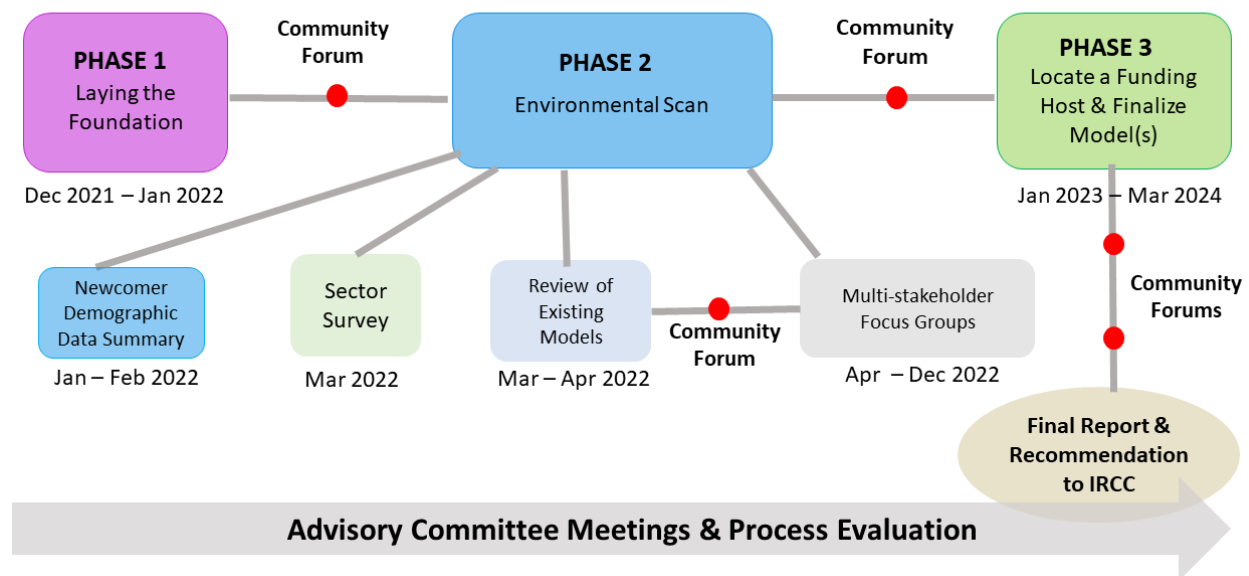 PHASE 1
Laying the
Foundation
Dec 2021 – Jan 2022
Community
Forum
PHASE 2
Environmental Scan
Community
Forum
PHASE 3
Locate a Funding
Host & Finalize
Model(s)
Jan 2023 – Mar 2024
Newcomer
Demographic
Data Summary
Jan – Feb 2022
Sector
Survey
Mar 2022
Review of
Existing
Models
Mar – Apr 2022
Community
Forum
Multi-stakeholder
Focus Groups
Apr – Dec 2022
Community
Forums
Final Report &
Recommendation
to IRCC
Advisory Committee Meetings & Process Evaluation